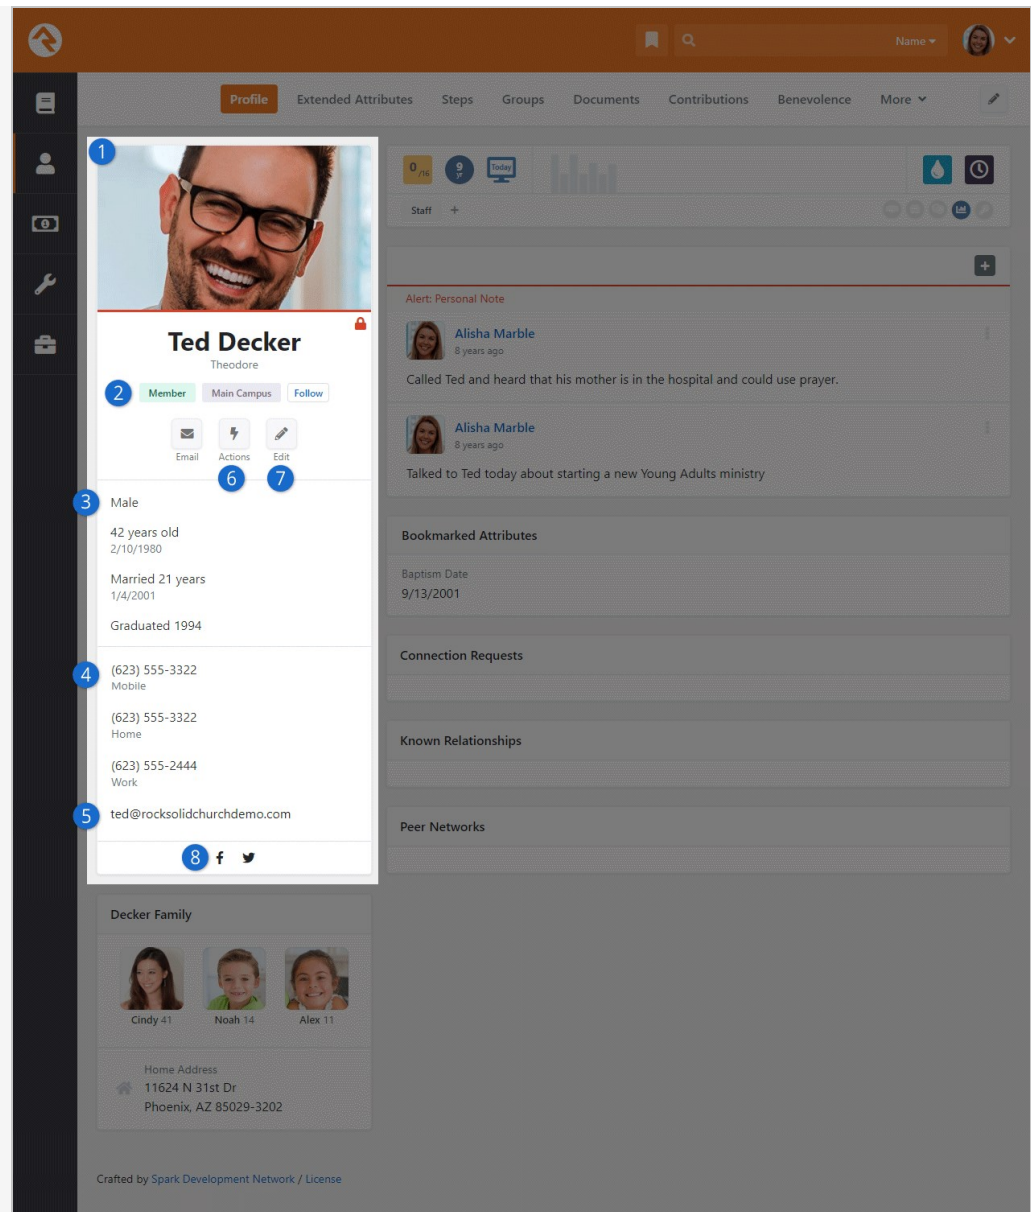 Name
Profile Extended Attributes Steps Groups Documents Contributions Benevolence More
1
0/16 9 yr Today
Staff +
Alert: Personal Note
Ted Decker
Theodore
Alisha Marble
8 years ago
2 Member Main Campus Follow
Called Ted and heard that his mother is in the hospital and could use prayer.
Email Actions Edit
6 7
Alisha Marble
8 years ago
Talked to Ted today about starting a new Young Adults ministry
3 Male
42 years old
2/10/1980
Married 21 years
1/4/2001
Graduated 1994
Bookmarked Attributes
Baptism Date
9/13/2001
4 (623) 555-3322
Mobile
(623) 555-3322
Home
(623) 555-2444
Work
5 ted@rocksolidchurchdemo.com
8
Connection Requests
Known Relationships
Peer Networks
Decker Family
Cindy 41 Noah 14 Alex 11
Home Address
11624 N 31st Dr
Phoenix, AZ 85029-3202
Crafted by Spark Development Network / License